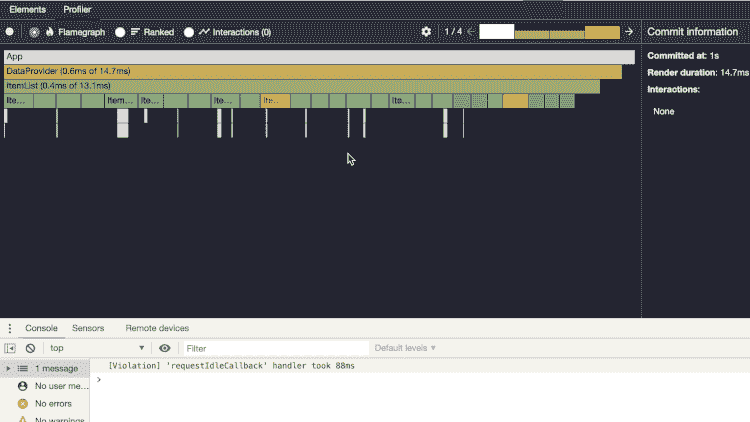 Elements Profiler
Flamegraph Ranked Interactions (0) 1 / 4 Commit information
App
DataProvider (0.6ms of 14.7ms)
ItemList (0.4ms of 13.1ms)
Ite... Item... Ite... Ite... Ite... Ite...
Committed at: 1s
Render duration: 14.7ms
Interactions:
None
Console Sensors Remote devices
top Filter Default levels
1 message [Violation] 'requestIdleCallback' handler took 88ms
No user me...
No errors
No warnings